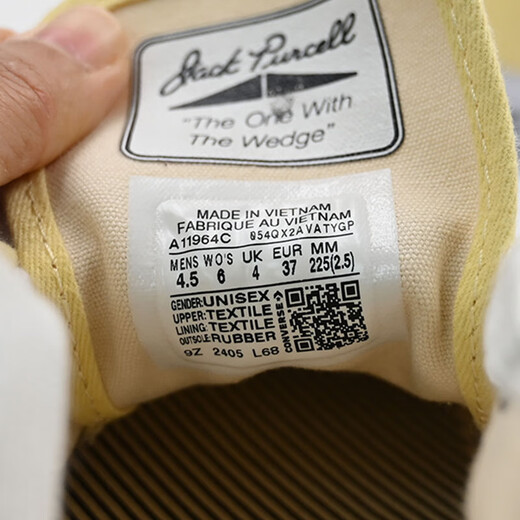 Jack Purcell
"The One With
The Wedge"
MADE IN VIETNAM
FABRIQUE AU VIETNAM
A11964C 054QX2AVATYGP
MENS WO'S UK EUR MM
4.5 6 4 37 225(2.5)
GENDER:UNISEX
UPPER:TEXTILE
LINING:TEXTILE
OUTSOLE:RUBBER
CONVERSE
9Z 2405 L68